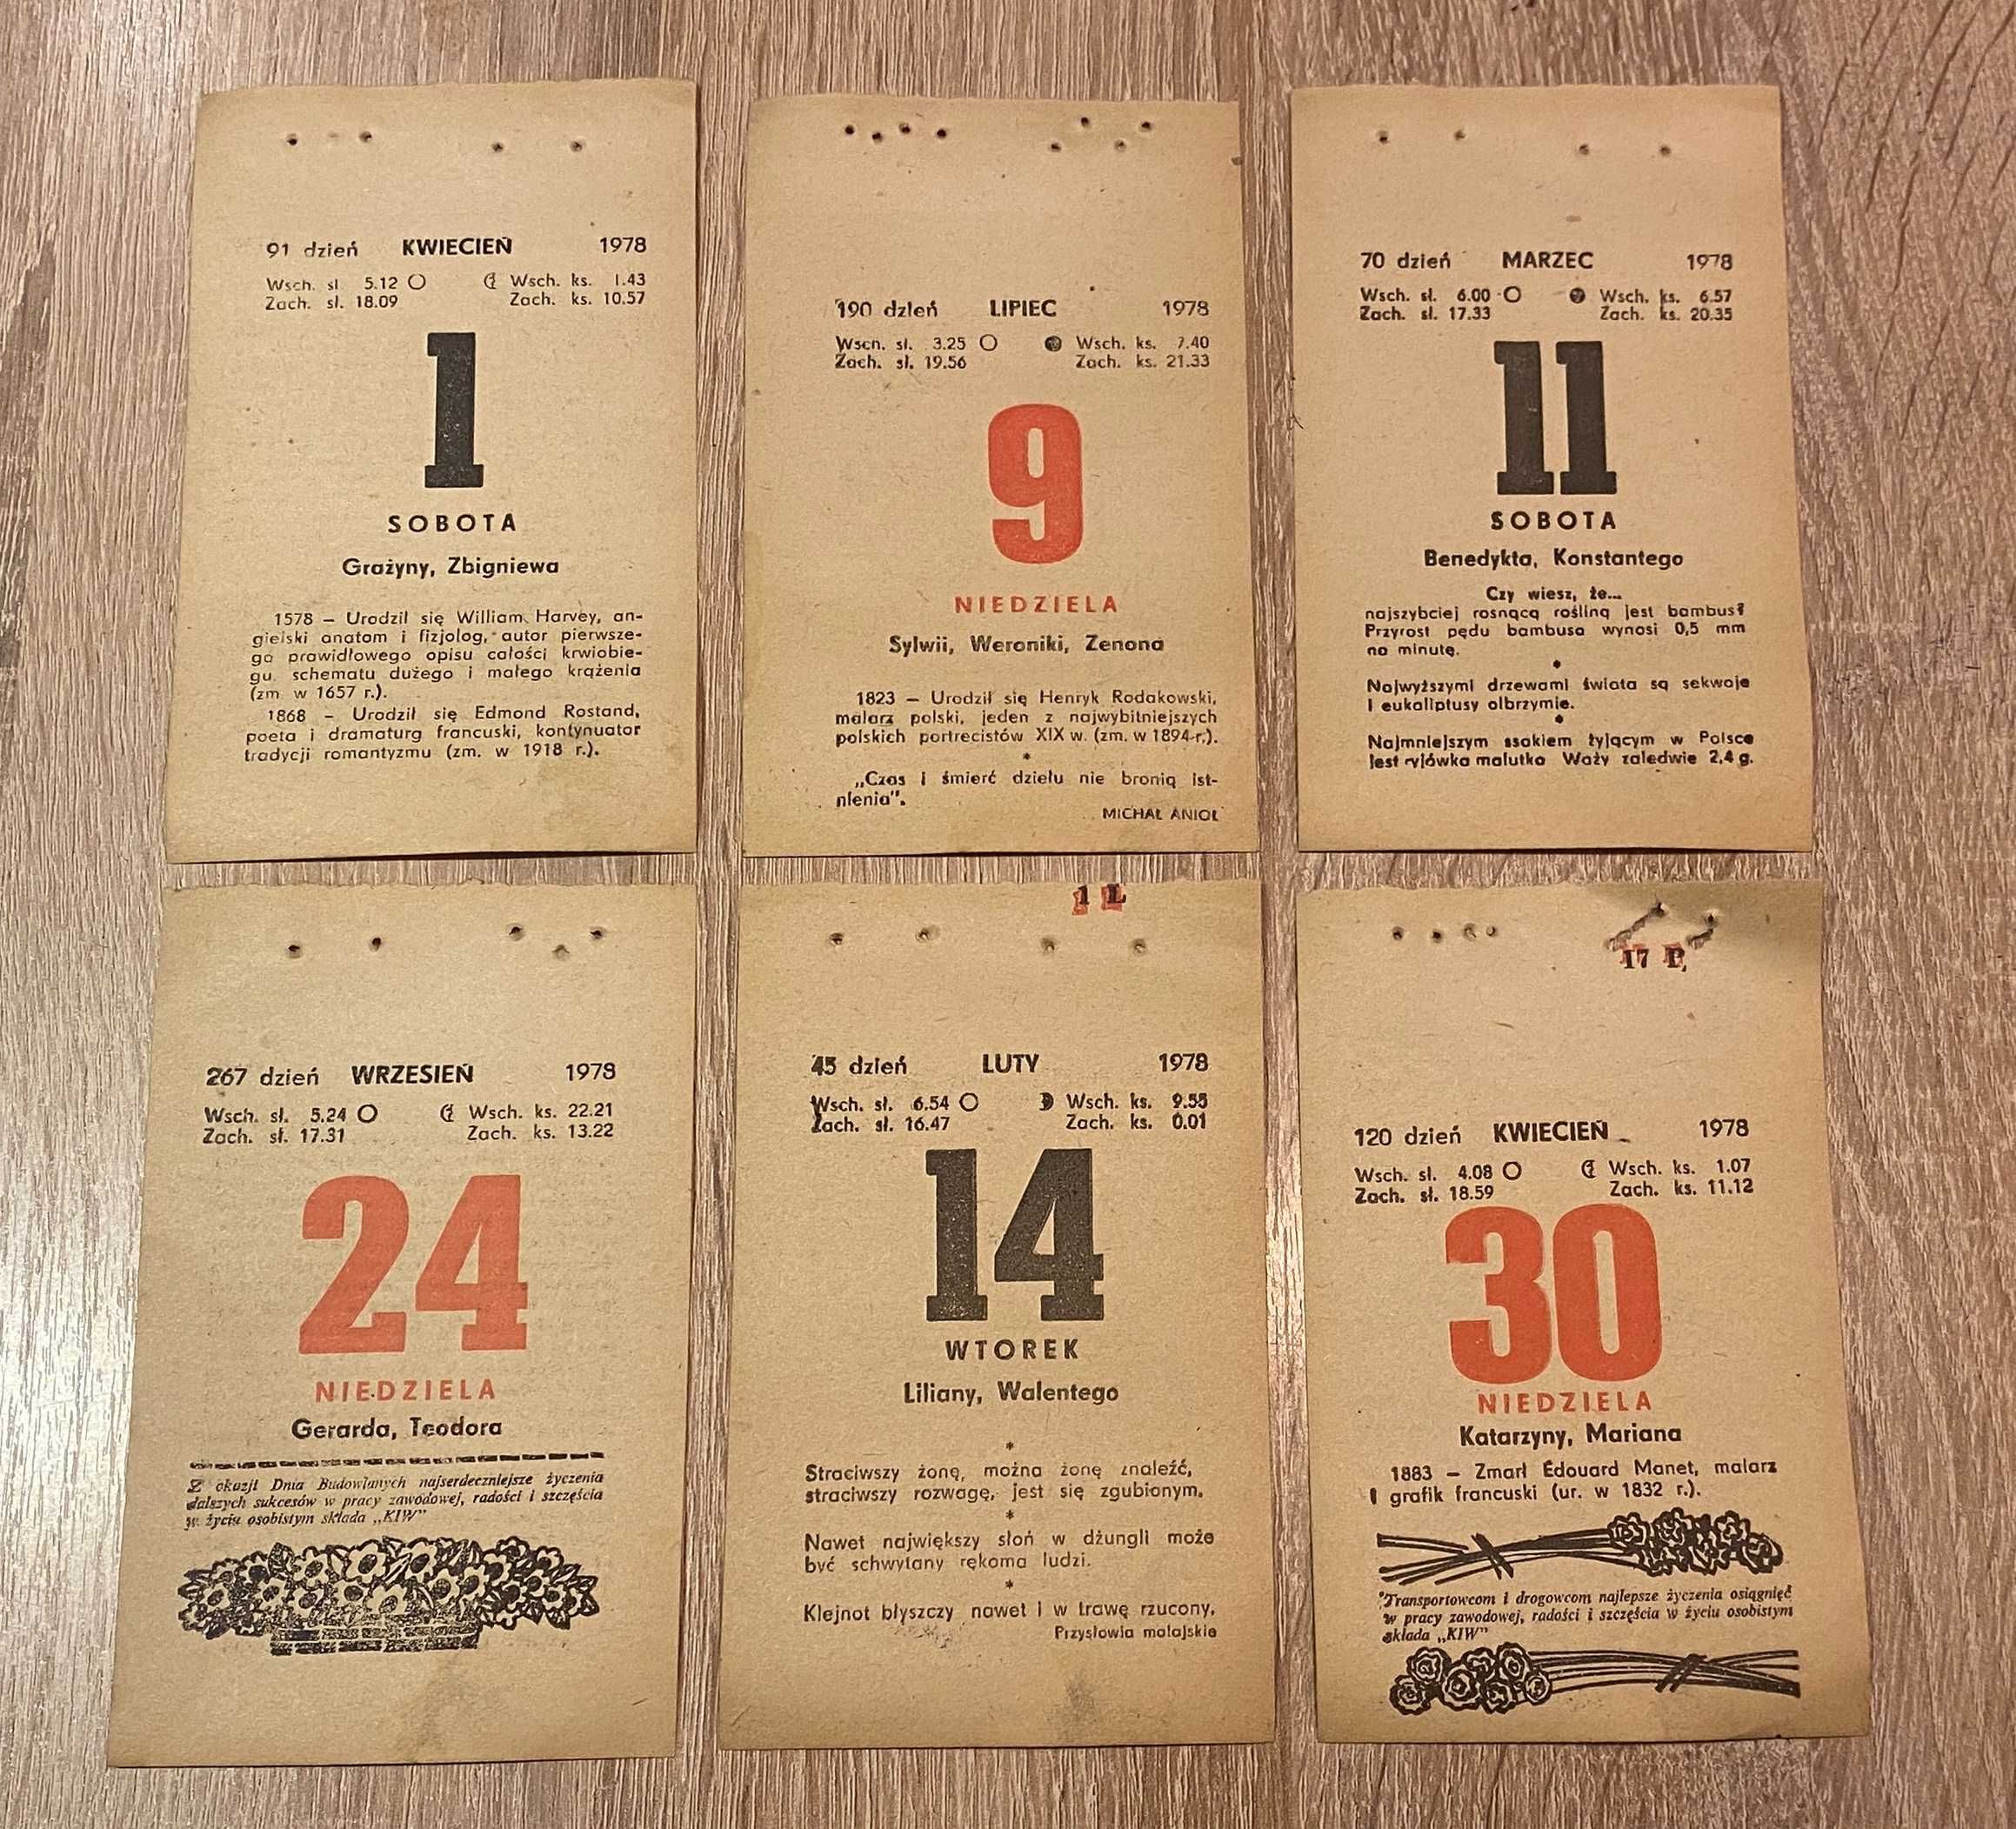 91 dzień KWIECIEŃ 1978
Wsch. sł 5.12 Wsch. ks. 1.43
Zach. sł. 18.09 Zach. ks. 10.57
1
SOBOTA
Grażyny, Zbigniewa
1578 – Urodził się William Harvey, an-
gielski anatom i fizjolog, autor pierwsze-
go prawidłowego opisu całości krwiobie-
gu, schematu dużego i małego krążenia
(zm w 1657 r.).
1868 – Urodził się Edmond Rostand,
poeta i dramaturg francuski, kontynuator
tradycji romantyzmu (zm. w 1918 r.).
190 dzień LIPIEC 1978
Wsch. sł. 3.25 Wsch. ks. 7.40
Zach. sł. 19.56 Zach. ks. 21.33
9
NIEDZIELA
Sylwii, Weroniki, Zenona
1823 – Urodził się Henryk Rodakowski,
malarz polski, jeden z najwybitniejszych
polskich portrecistów XIX w. (zm. w 1894 r.).
*
„Czas i śmierć dziełu nie bronią ist-
nienia”.
MICHAŁ ANIOŁ
70 dzień MARZEC 1978
Wsch. sł. 6.00 Wsch. ks. 6.57
Zach. sł. 17.33 Zach. ks. 20.35
11
SOBOTA
Benedykta, Konstantego
Czy wiesz, że...
najszybciej rosnącą rośliną jest bambus?
Przyrost pędu bambusa wynosi 0,5 mm
na minutę.
*
Najwyższymi drzewami świata są sekwoje
i eukaliptusy olbrzymie.
*
Najmniejszym ssakiem żyjącym w Polsce
jest ryjówka malutka Waży zaledwie 2,4 g.
267 dzień WRZESIEŃ 1978
Wsch. sł. 5.24 Wsch. ks. 22.21
Zach. sł. 17.31 Zach. ks. 13.22
24
NIEDZIELA
Gerarda, Teodora
Z okazji Dnia Budowlanych najserdeczniejsze życzenia
dalszych sukcesów w pracy zawodowej, radości i szczęścia
w życiu osobistym składa „KIW”
1 L
45 dzień LUTY 1978
Wsch. sł. 6.54 Wsch. ks. 9.55
Zach. sł. 16.47 Zach. ks. 0.01
14
WTOREK
Liliany, Walentego
*
Straciwszy żonę, można żonę znaleźć,
straciwszy rozwagę, jest się zgubionym.
*
Nawet największy słoń w dżungli może
być schwytany rękoma ludzi.
*
Klejnot błyszczy nawet i w trawę rzucony.
Przysłowia malajskie
17 P.
120 dzień KWIECIEŃ 1978
Wsch. sł. 4.08 Wsch. ks. 1.07
Zach. sł. 18.59 Zach. ks. 11.12
30
NIEDZIELA
Katarzyny, Mariana
1883 – Zmarł Édouard Manet, malarz
i grafik francuski (ur. w 1832 r.).
Transportowcom i drogowcom najlepsze życzenia osiągnięć
w pracy zawodowej, radości i szczęścia w życiu osobistym
składa „KIW”